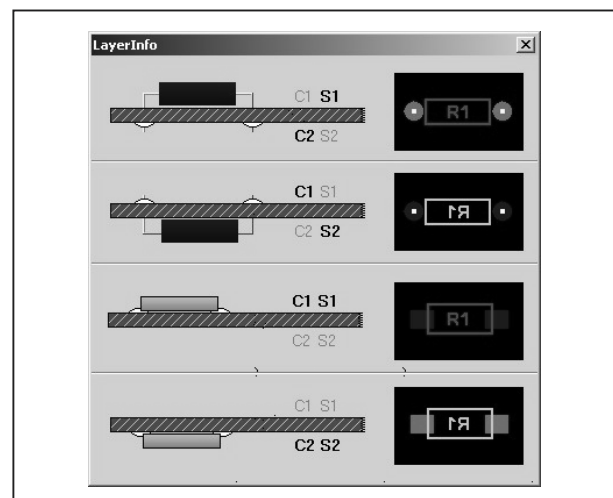 LayerInfo
C1 S1
R1
C2 S2
C1 S1
R1
C2 S2
C1 S1
R1
C2 S2
C1 S1
R1
C2 S2